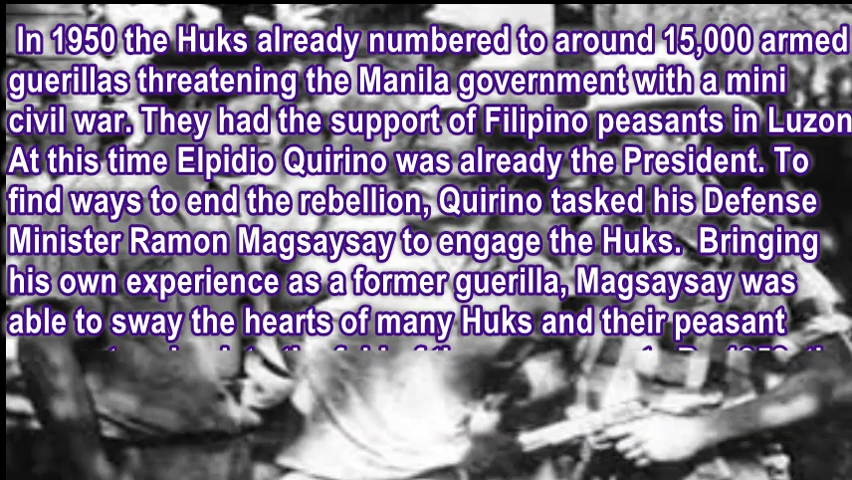 In 1950 the Huks already numbered to around 15,000 armed
guerillas threatening the Manila government with a mini
civil war. They had the support of Filipino peasants in Luzon
At this time Elpidio Quirino was already the President. To
find ways to end the rebellion, Quirino tasked his Defense
Minister Ramon Magsaysay to engage the Huks.  Bringing
his own experience as a former guerilla, Magsaysay was
able to sway the hearts of many Huks and their peasant